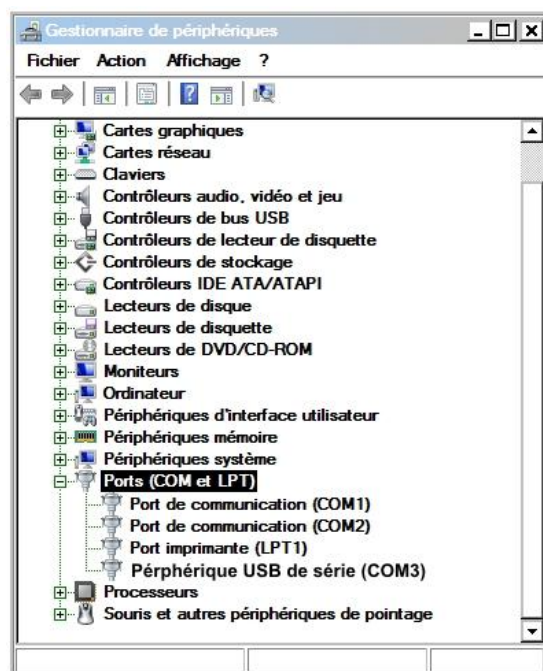 Gestionnaire de périphériques
Fichier Action Affichage ?
Cartes graphiques
Cartes réseau
Claviers
Contrôleurs audio, vidéo et jeu
Contrôleurs de bus USB
Contrôleurs de lecteur de disquette
Contrôleurs de stockage
Contrôleurs IDE ATA/ATAPI
Lecteurs de disque
Lecteurs de disquette
Lecteurs de DVD/CD-ROM
Moniteurs
Ordinateur
Périphériques d'interface utilisateur
Périphériques mémoire
Périphériques système
Ports (COM et LPT)
Port de communication (COM1)
Port de communication (COM2)
Port imprimante (LPT1)
Pérphérique USB de série (COM3)
Processeurs
Souris et autres périphériques de pointage